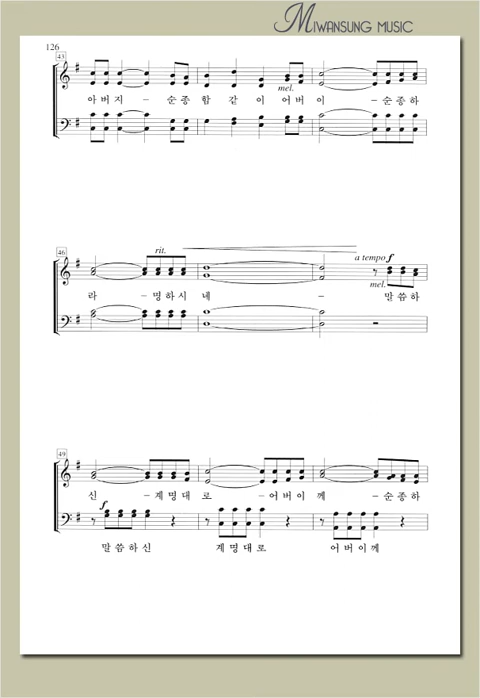 MIWANSUNG MUSIC
126
43
mel.
아버지 - 순종함 같이 어버이 - 순종하
46
rit.
a tempo f
mel.
라 - 명하시네 - 말씀하
49
신 - 계명대로 - 어버이께 - 순종하
f
말씀하신 계명대로 어버이께